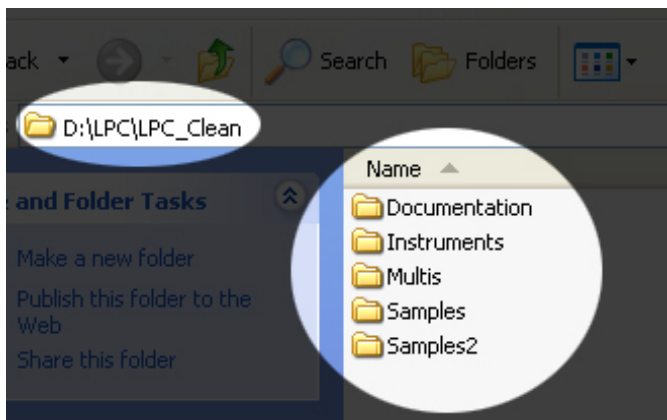 ack
Search
Folders
D:\LPC\LPC_Clean
Name
and Folder Tasks
Documentation
Instruments
Make a new folder
Multis
Publish this folder to the
Web
Samples
Share this folder
Samples2